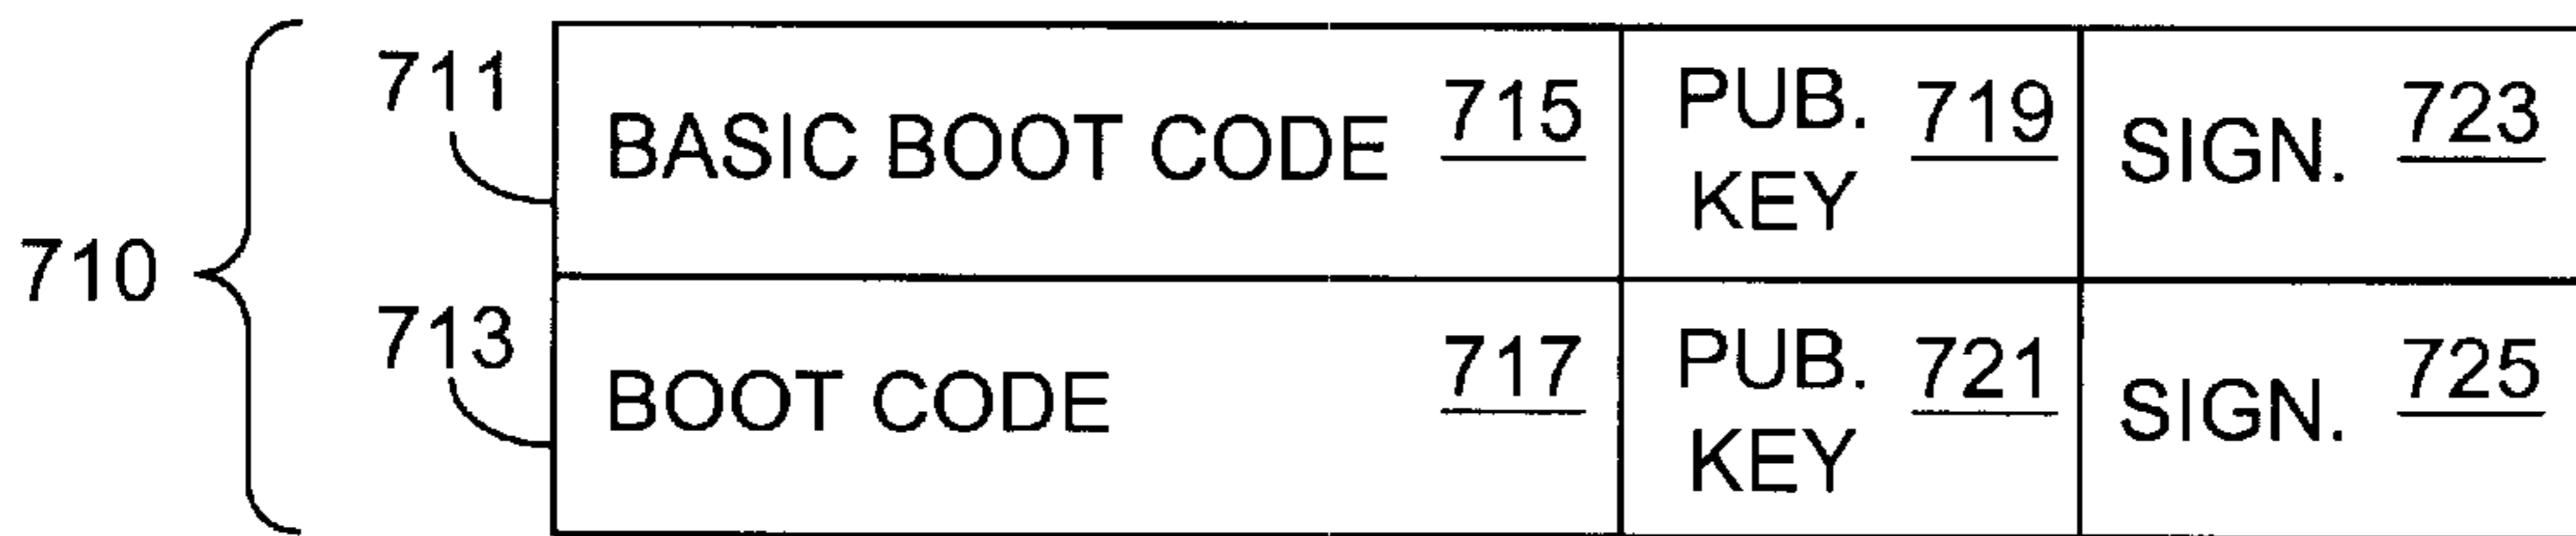 711
BASIC BOOT CODE 715
PUB. KEY 719
SIGN. 723
710
713
BOOT CODE 717
PUB. KEY 721
SIGN. 725